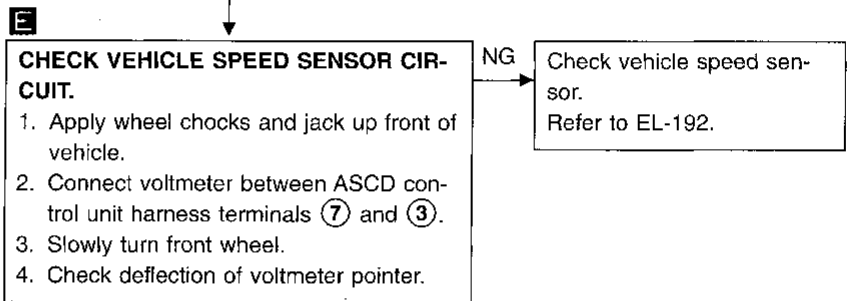 E
CHECK VEHICLE SPEED SENSOR CIR-
CUIT.
1. Apply wheel chocks and jack up front of
vehicle.
2. Connect voltmeter between ASCD con-
trol unit harness terminals ⑦ and ③.
3. Slowly turn front wheel.
4. Check deflection of voltmeter pointer.
NG
Check vehicle speed sen-
sor.
Refer to EL-192.